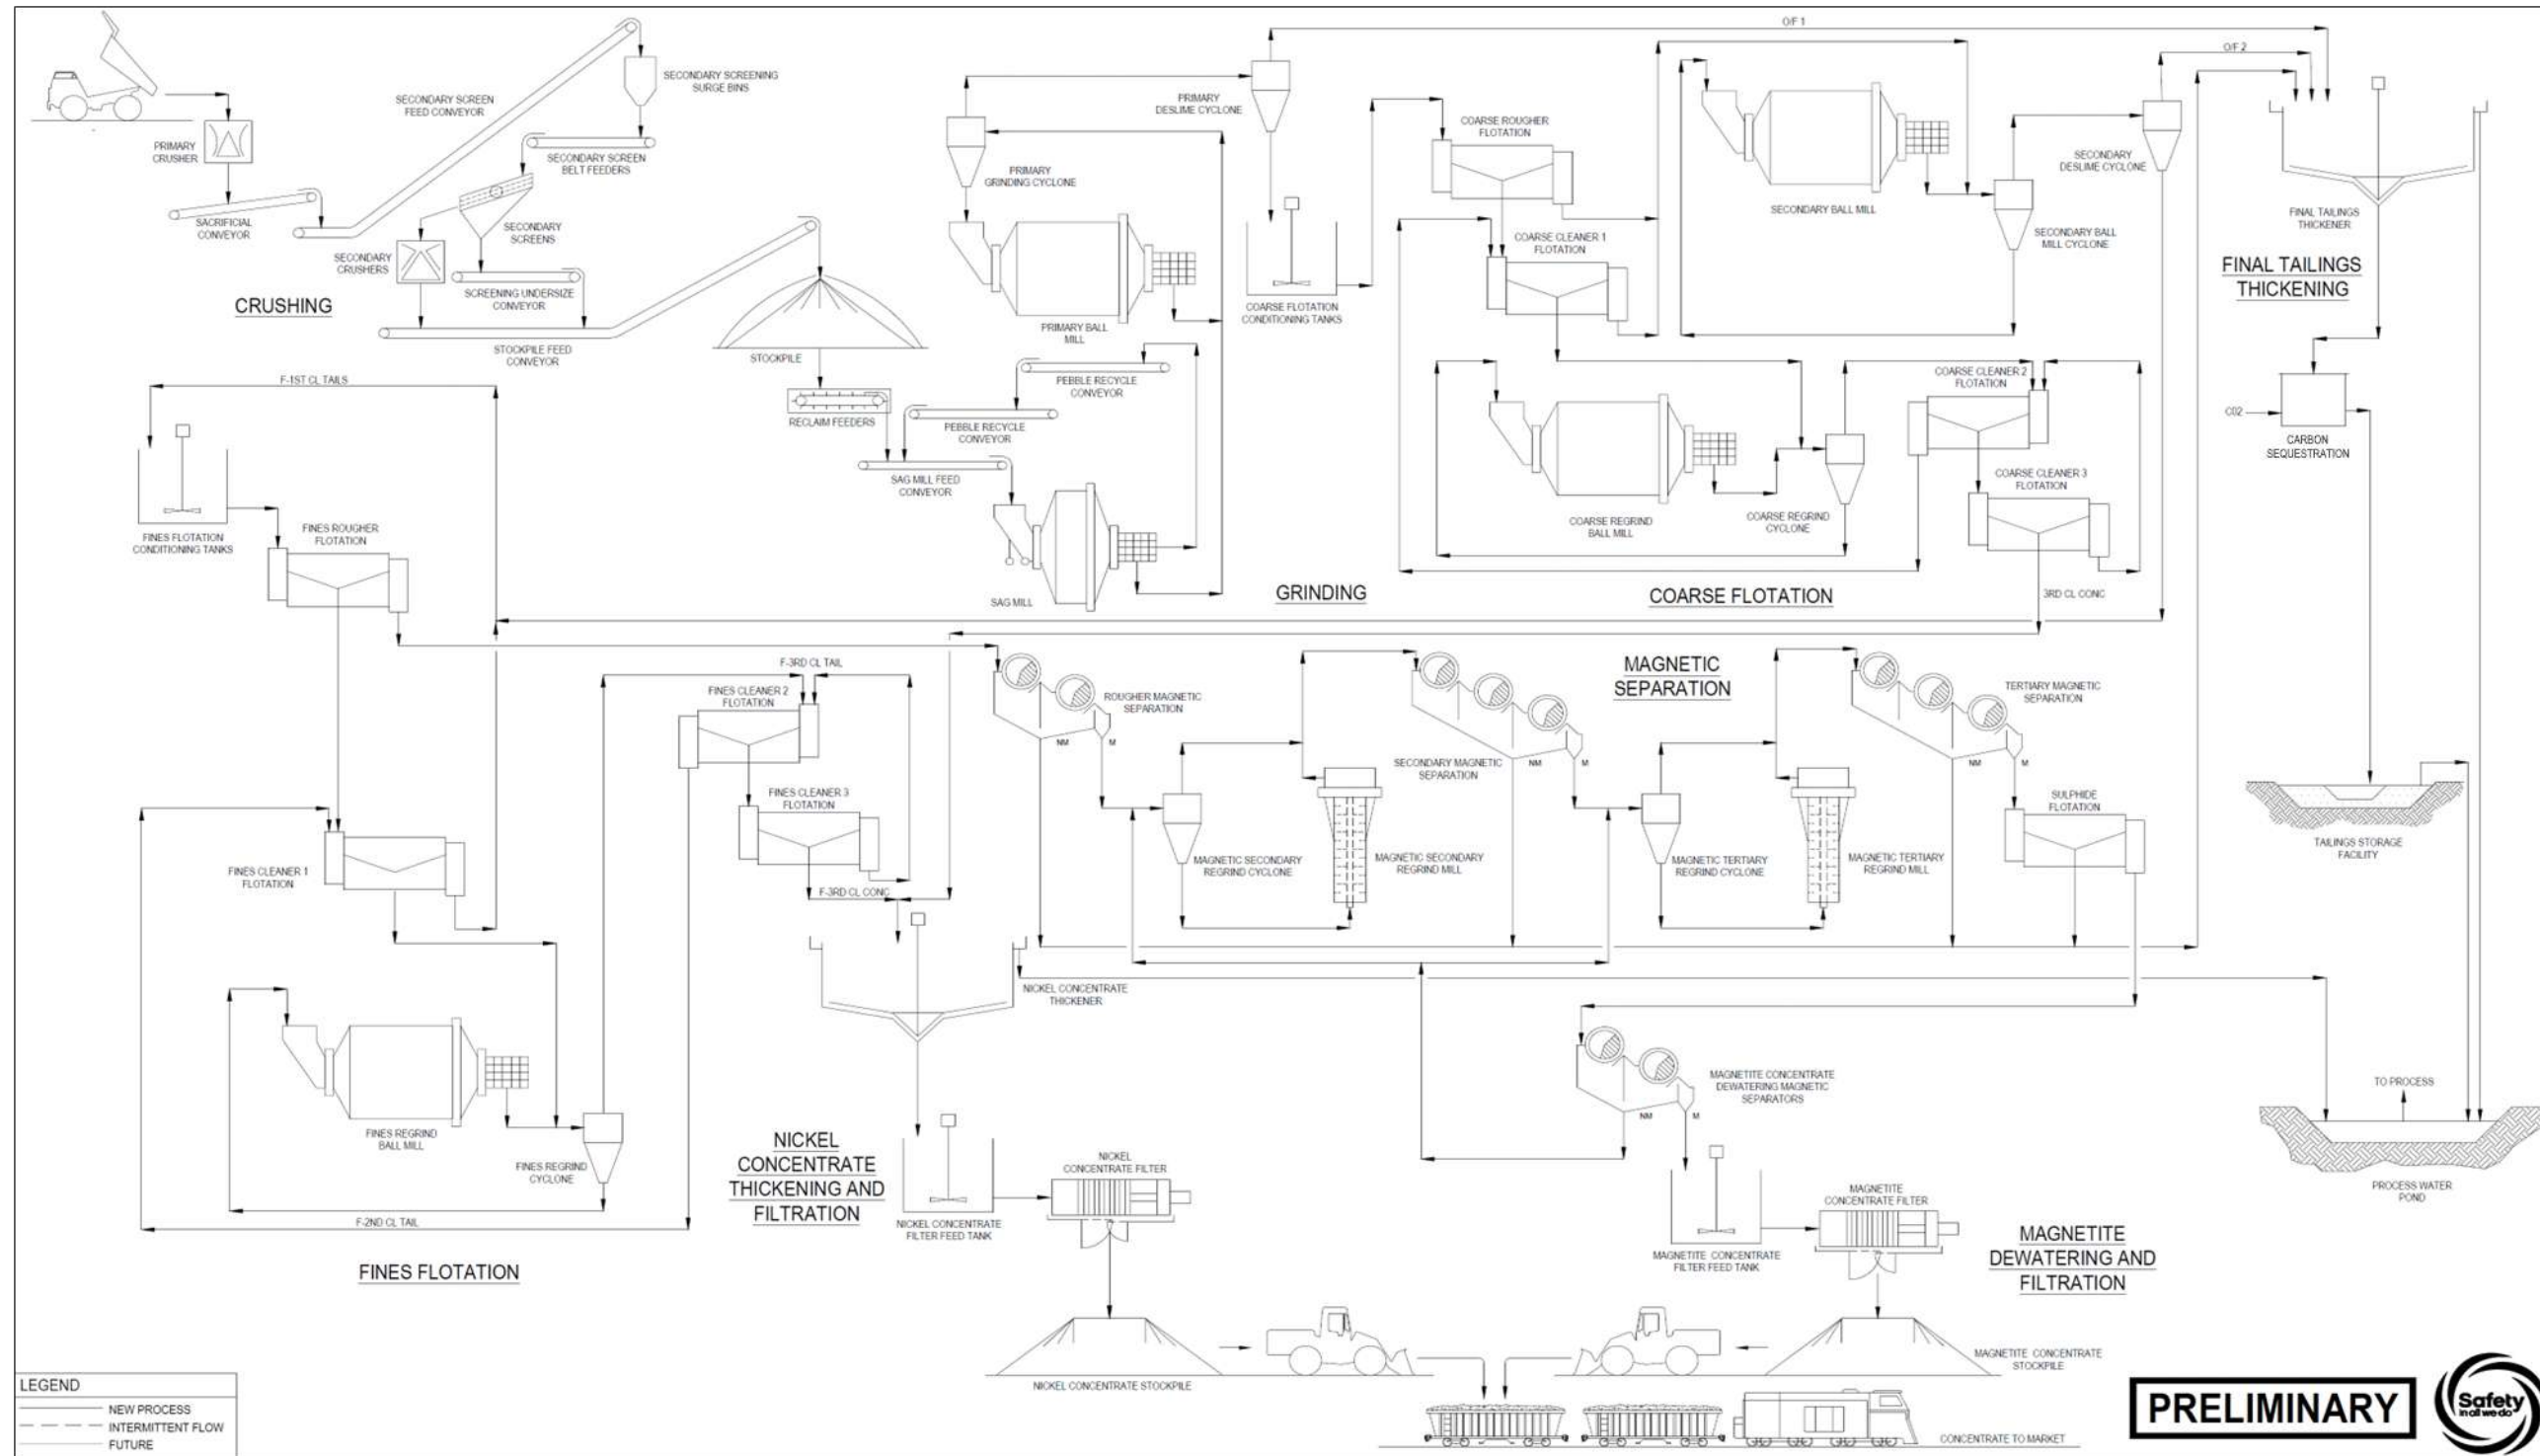 O/F 1
O/F 2
SECONDARY SCREENING
SURGE BINS
SECONDARY SCREEN
FEED CONVEYOR
PRIMARY
CRUSHER
SECONDARY SCREEN
BELT FEEDERS
SACRIFICIAL
CONVEYOR
SECONDARY
SCREENS
SECONDARY
CRUSHERS
SCREENING UNDERSIZE
CONVEYOR
CRUSHING
STOCKPILE FEED
CONVEYOR
STOCKPILE
RECLAIM FEEDERS
PRIMARY
DESLIME CYCLONE
PRIMARY
GRINDING CYCLONE
PRIMARY BALL
MILL
COARSE FLOTATION
CONDITIONING TANKS
PEBBLE RECYCLE
CONVEYOR
PEBBLE RECYCLE
CONVEYOR
SAG MILL FEED
CONVEYOR
SAG MILL
GRINDING
COARSE ROUGHER
FLOTATION
COARSE CLEANER 1
FLOTATION
SECONDARY BALL MILL
SECONDARY BALL
MILL CYCLONE
SECONDARY
DESLIME CYCLONE
COARSE CLEANER 2
FLOTATION
COARSE CLEANER 3
FLOTATION
COARSE REGRIND
BALL MILL
COARSE REGRIND
CYCLONE
COARSE FLOTATION
3RD CL CONC
FINAL TAILINGS
THICKENER
FINAL TAILINGS
THICKENING
C02
CARBON
SEQUESTRATION
TAILINGS STORAGE
FACILITY
TO PROCESS
PROCESS WATER
POND
F-1ST CL TAILS
FINES FLOTATION
CONDITIONING TANKS
FINES ROUGHER
FLOTATION
FINES CLEANER 1
FLOTATION
F-3RD CL TAIL
FINES CLEANER 2
FLOTATION
FINES CLEANER 3
FLOTATION
F-3RD CL CONC
FINES REGRIND
BALL MILL
FINES REGRIND
CYCLONE
F-2ND CL TAIL
FINES FLOTATION
ROUGHER MAGNETIC
SEPARATION
NM
M
MAGNETIC SECONDARY
REGRIND CYCLONE
MAGNETIC SECONDARY
REGRIND MILL
SECONDARY MAGNETIC
SEPARATION
NM
M
MAGNETIC
SEPARATION
MAGNETIC TERTIARY
REGRIND CYCLONE
MAGNETIC TERTIARY
REGRIND MILL
TERTIARY MAGNETIC
SEPARATION
NM
M
SULPHIDE
FLOTATION
NICKEL CONCENTRATE
THICKENER
NICKEL
CONCENTRATE
THICKENING AND
FILTRATION
NICKEL CONCENTRATE
FILTER FEED TANK
NICKEL
CONCENTRATE FILTER
NICKEL CONCENTRATE STOCKPILE
MAGNETITE CONCENTRATE
DEWATERING MAGNETIC
SEPARATORS
NM
M
MAGNETITE CONCENTRATE
FILTER FEED TANK
MAGNETITE
CONCENTRATE FILTER
MAGNETITE
DEWATERING AND
FILTRATION
MAGNETITE CONCENTRATE
STOCKPILE
CONCENTRATE TO MARKET
LEGEND
NEW PROCESS
INTERMITTENT FLOW
FUTURE
PRELIMINARY
Safety
in all we do